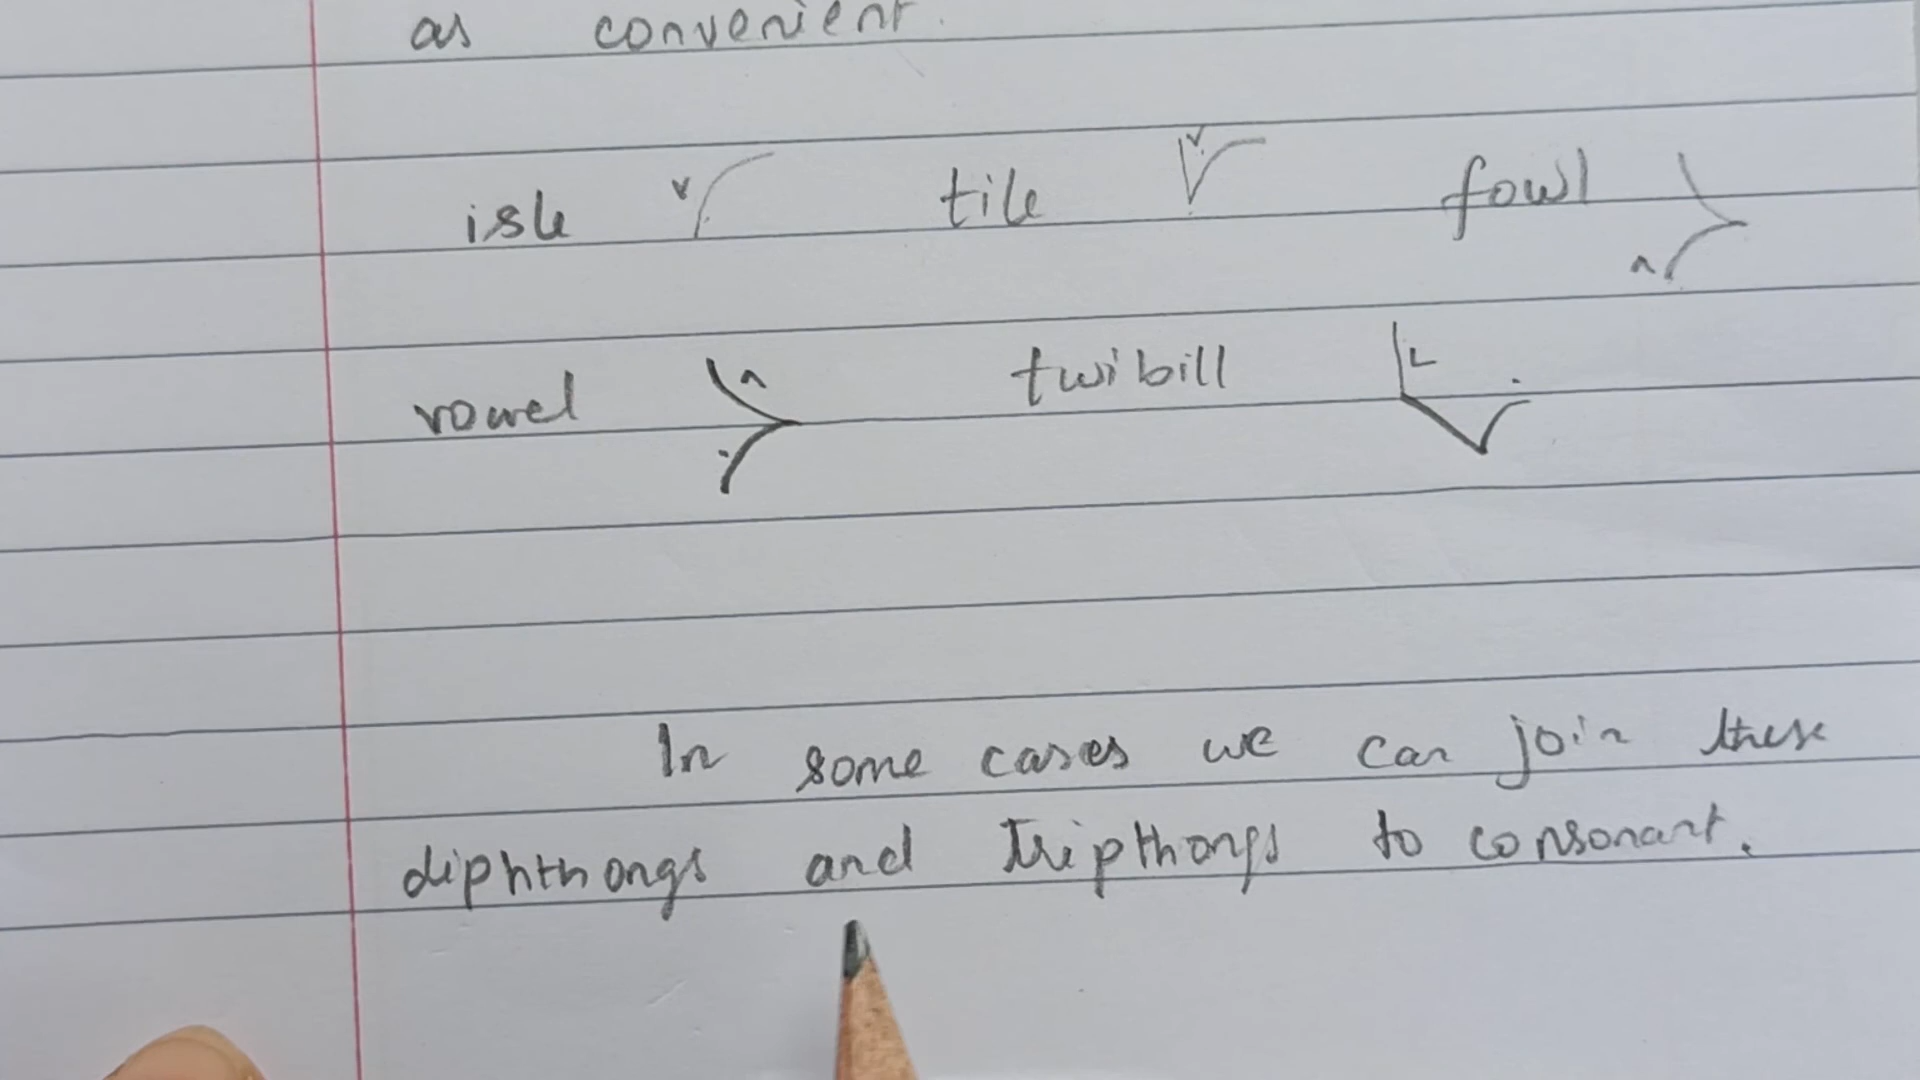 as convenient.
isle tile fowl
vowel twibill
In some cases we can join these
diphthongs and tripthongs to consonant.